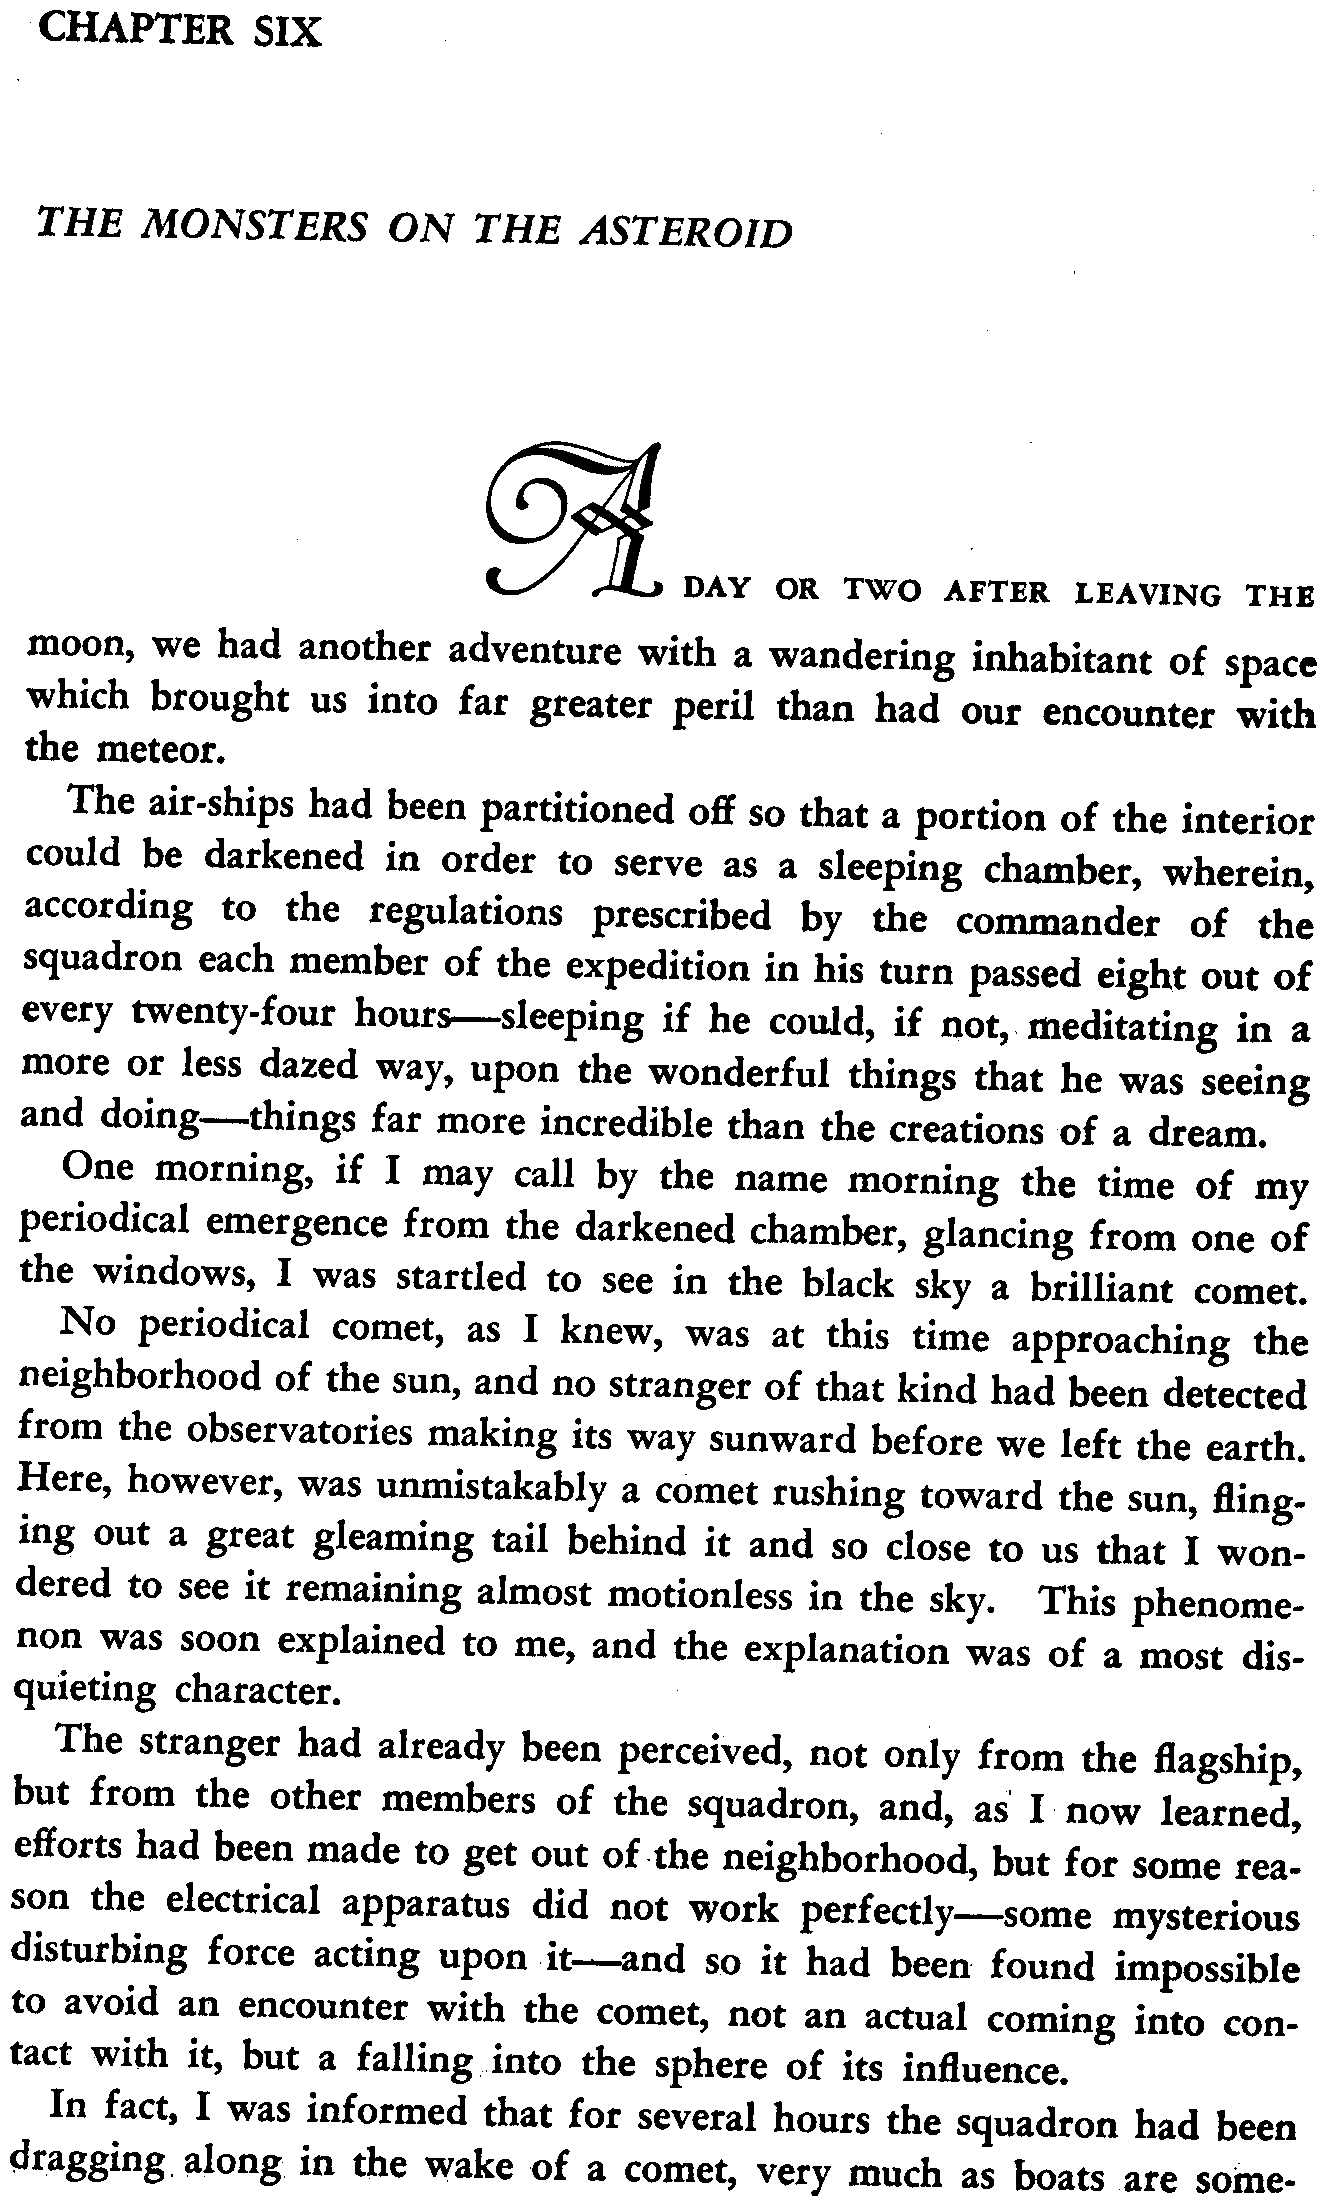 CHAPTER SIX
THE MONSTERS ON THE ASTEROID
A DAY OR TWO AFTER LEAVING THE
moon, we had another adventure with a wandering inhabitant of space
which brought us into far greater peril than had our encounter with
the meteor.
The air-ships had been partitioned off so that a portion of the interior
could be darkened in order to serve as a sleeping chamber, wherein,
according to the regulations prescribed by the commander of the
squadron each member of the expedition in his turn passed eight out of
every twenty-four hours—sleeping if he could, if not, meditating in a
more or less dazed way, upon the wonderful things that he was seeing
and doing—things far more incredible than the creations of a dream.
One morning, if I may call by the name morning the time of my
periodical emergence from the darkened chamber, glancing from one of
the windows, I was startled to see in the black sky a brilliant comet.
No periodical comet, as I knew, was at this time approaching the
neighborhood of the sun, and no stranger of that kind had been detected
from the observatories making its way sunward before we left the earth.
Here, however, was unmistakably a comet rushing toward the sun, fling-
ing out a great gleaming tail behind it and so close to us that I won-
dered to see it remaining almost motionless in the sky. This phenome-
non was soon explained to me, and the explanation was of a most dis-
quieting character.
The stranger had already been perceived, not only from the flagship,
but from the other members of the squadron, and, as I now learned,
efforts had been made to get out of the neighborhood, but for some rea-
son the electrical apparatus did not work perfectly—some mysterious
disturbing force acting upon it—and so it had been found impossible
to avoid an encounter with the comet, not an actual coming into con-
tact with it, but a falling into the sphere of its influence.
In fact, I was informed that for several hours the squadron had been
dragging along in the wake of a comet, very much as boats are some-